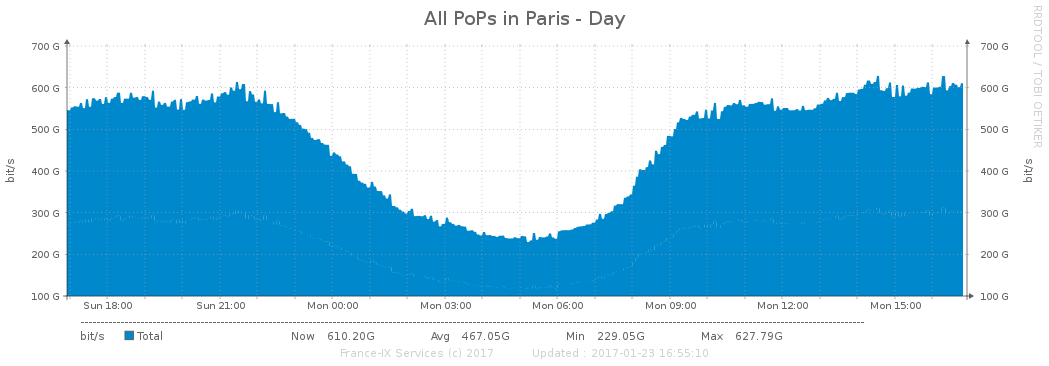 All PoPs in Paris - Day
RRDTOOL / TOBI OETIKER
700 G 700 G
600 G 600 G
500 G 500 G
400 G 400 G
300 G 300 G
200 G 200 G
100 G 100 G
bit/s
bit/s
Sun 18:00 Sun 21:00 Mon 00:00 Mon 03:00 Mon 06:00 Mon 09:00 Mon 12:00 Mon 15:00
bit/s Total Now 610.20G Avg 467.05G Min 229.05G Max 627.79G
France-IX Services (c) 2017 Updated : 2017-01-23 16:55:10